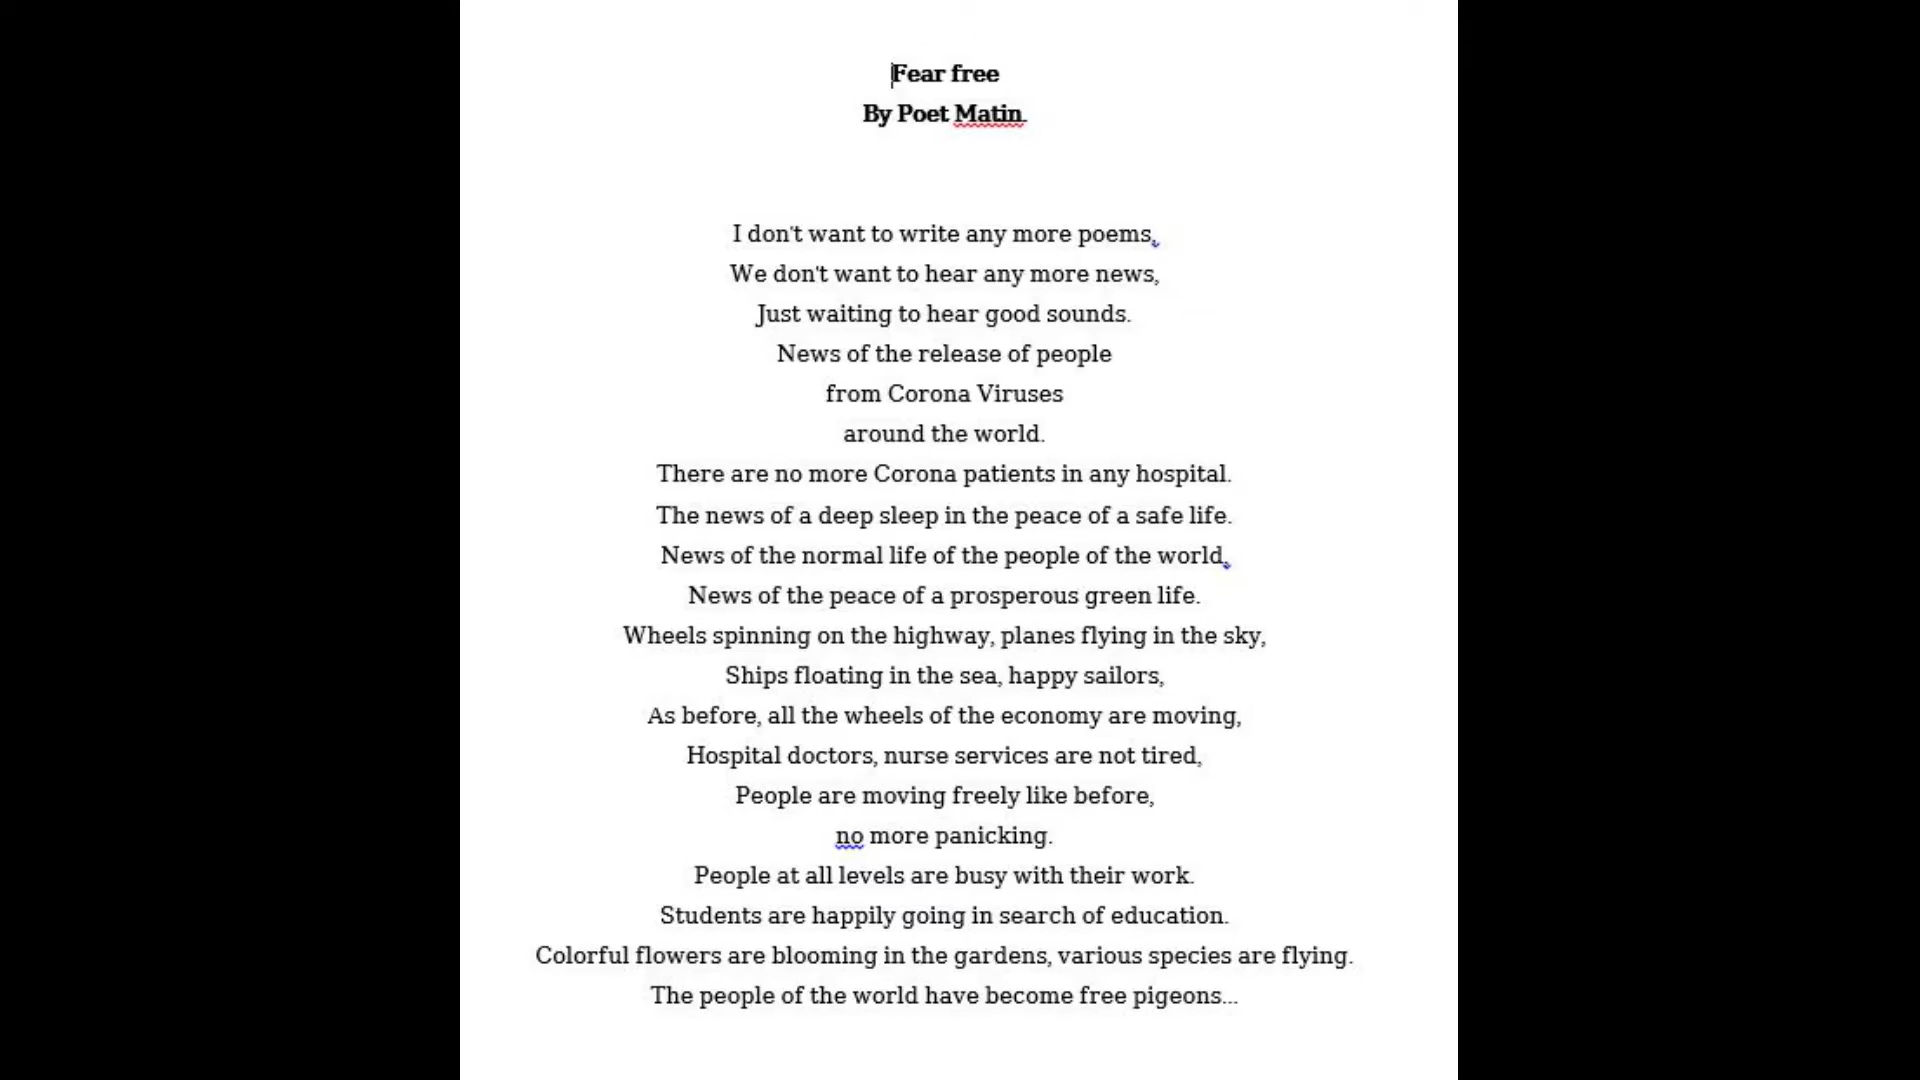 Fear free
By Poet Matin
I don't want to write any more poems,
We don't want to hear any more news,
Just waiting to hear good sounds.
News of the release of people
from Corona Viruses
around the world.
There are no more Corona patients in any hospital.
The news of a deep sleep in the peace of a safe life.
News of the normal life of the people of the world,
News of the peace of a prosperous green life.
Wheels spinning on the highway, planes flying in the sky,
Ships floating in the sea, happy sailors,
As before, all the wheels of the economy are moving,
Hospital doctors, nurse services are not tired,
People are moving freely like before,
no more panicking.
People at all levels are busy with their work.
Students are happily going in search of education.
Colorful flowers are blooming in the gardens, various species are flying.
The people of the world have become free pigeons...